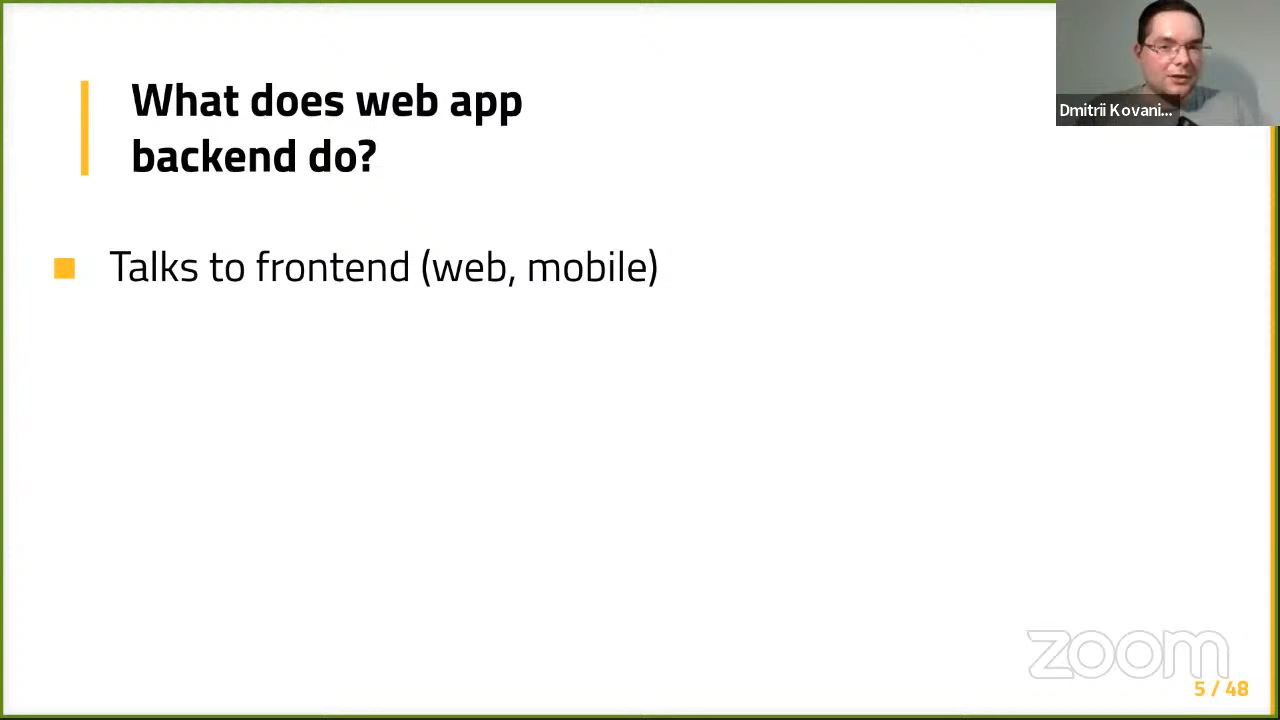 What does web app
backend do?
Dmitrii Kovani...
Talks to frontend (web, mobile)
zoom
5 / 48